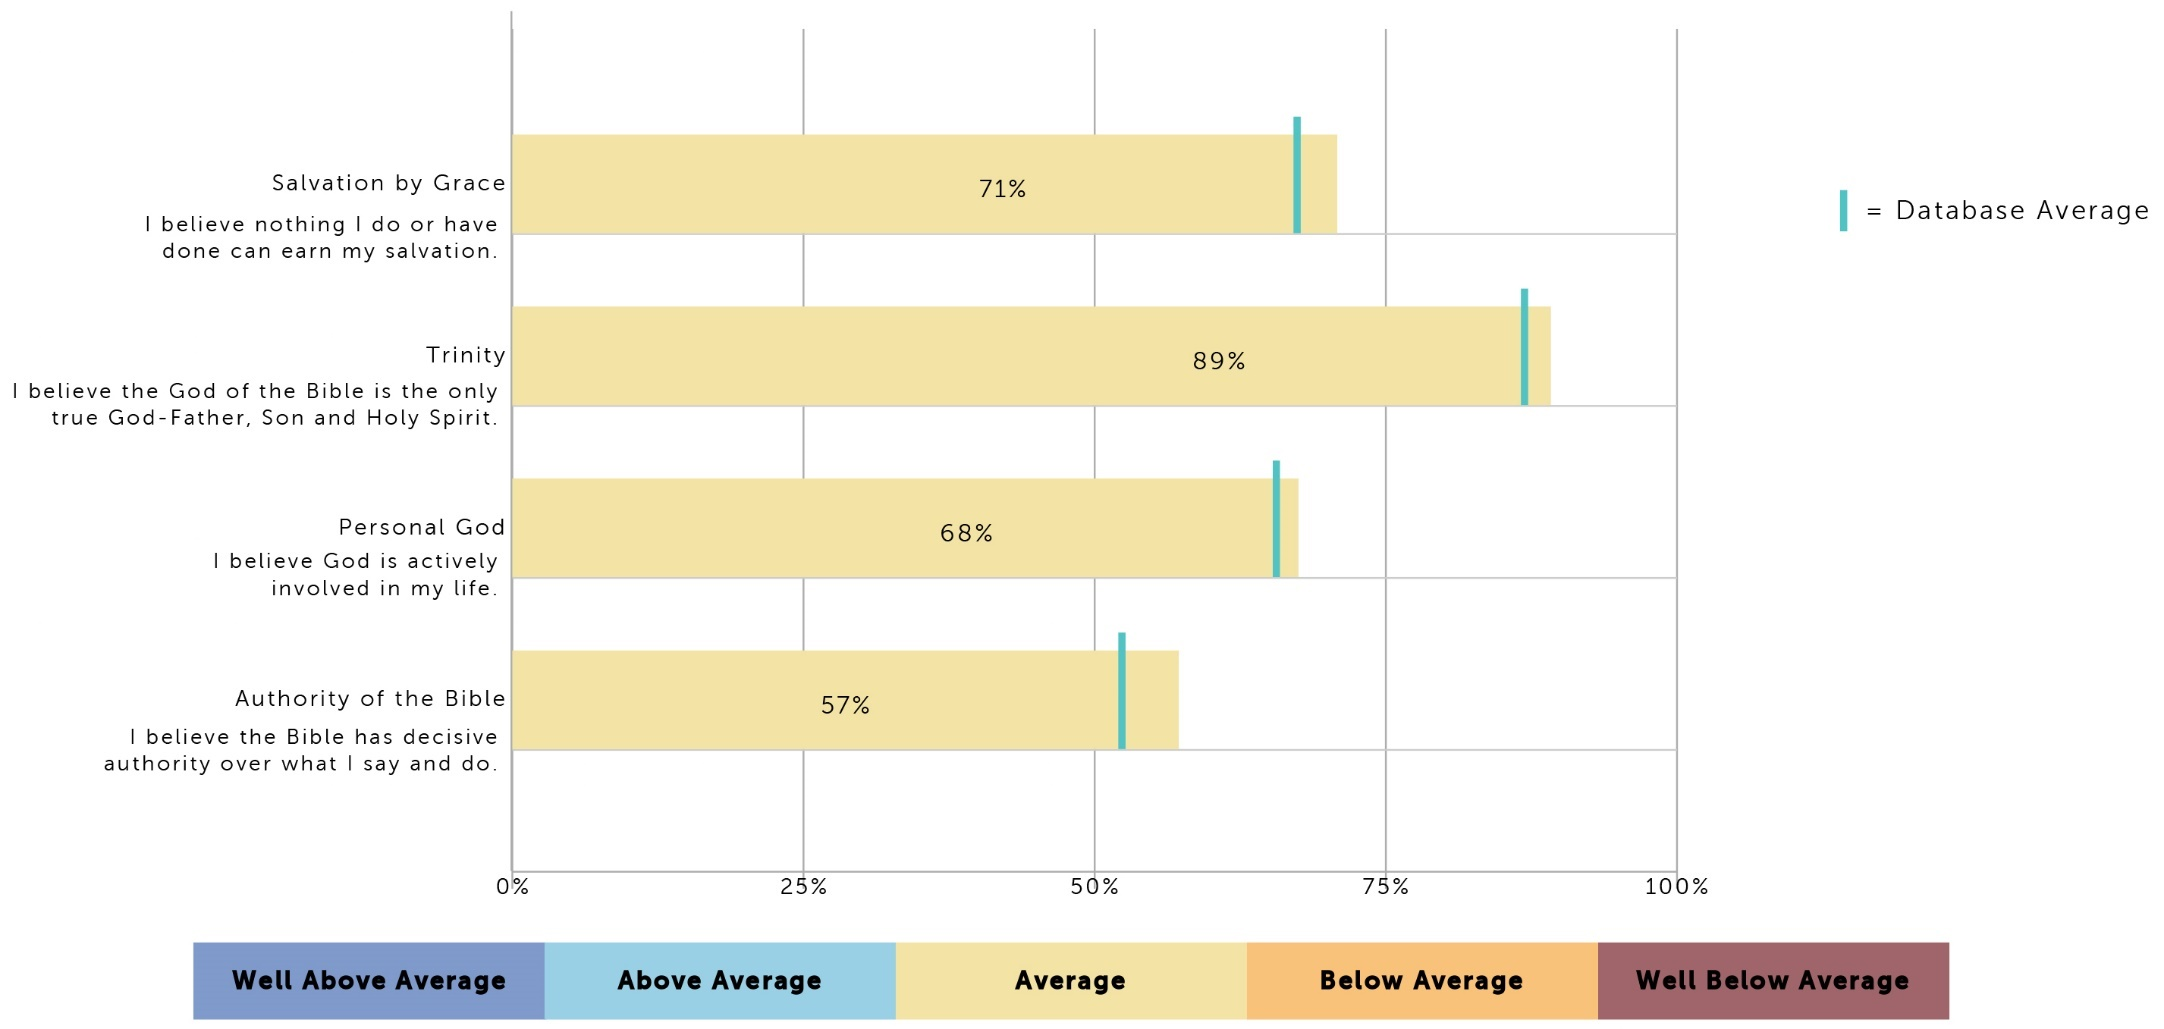 Salvation by Grace
I believe nothing I do or have
done can earn my salvation.
71%
= Database Average
Trinity
I believe the God of the Bible is the only
true God-Father, Son and Holy Spirit.
89%
Personal God
I believe God is actively
involved in my life.
68%
Authority of the Bible
I believe the Bible has decisive
authority over what I say and do.
57%
0% 25% 50% 75% 100%
Well Above Average Above Average Average Below Average Well Below Average